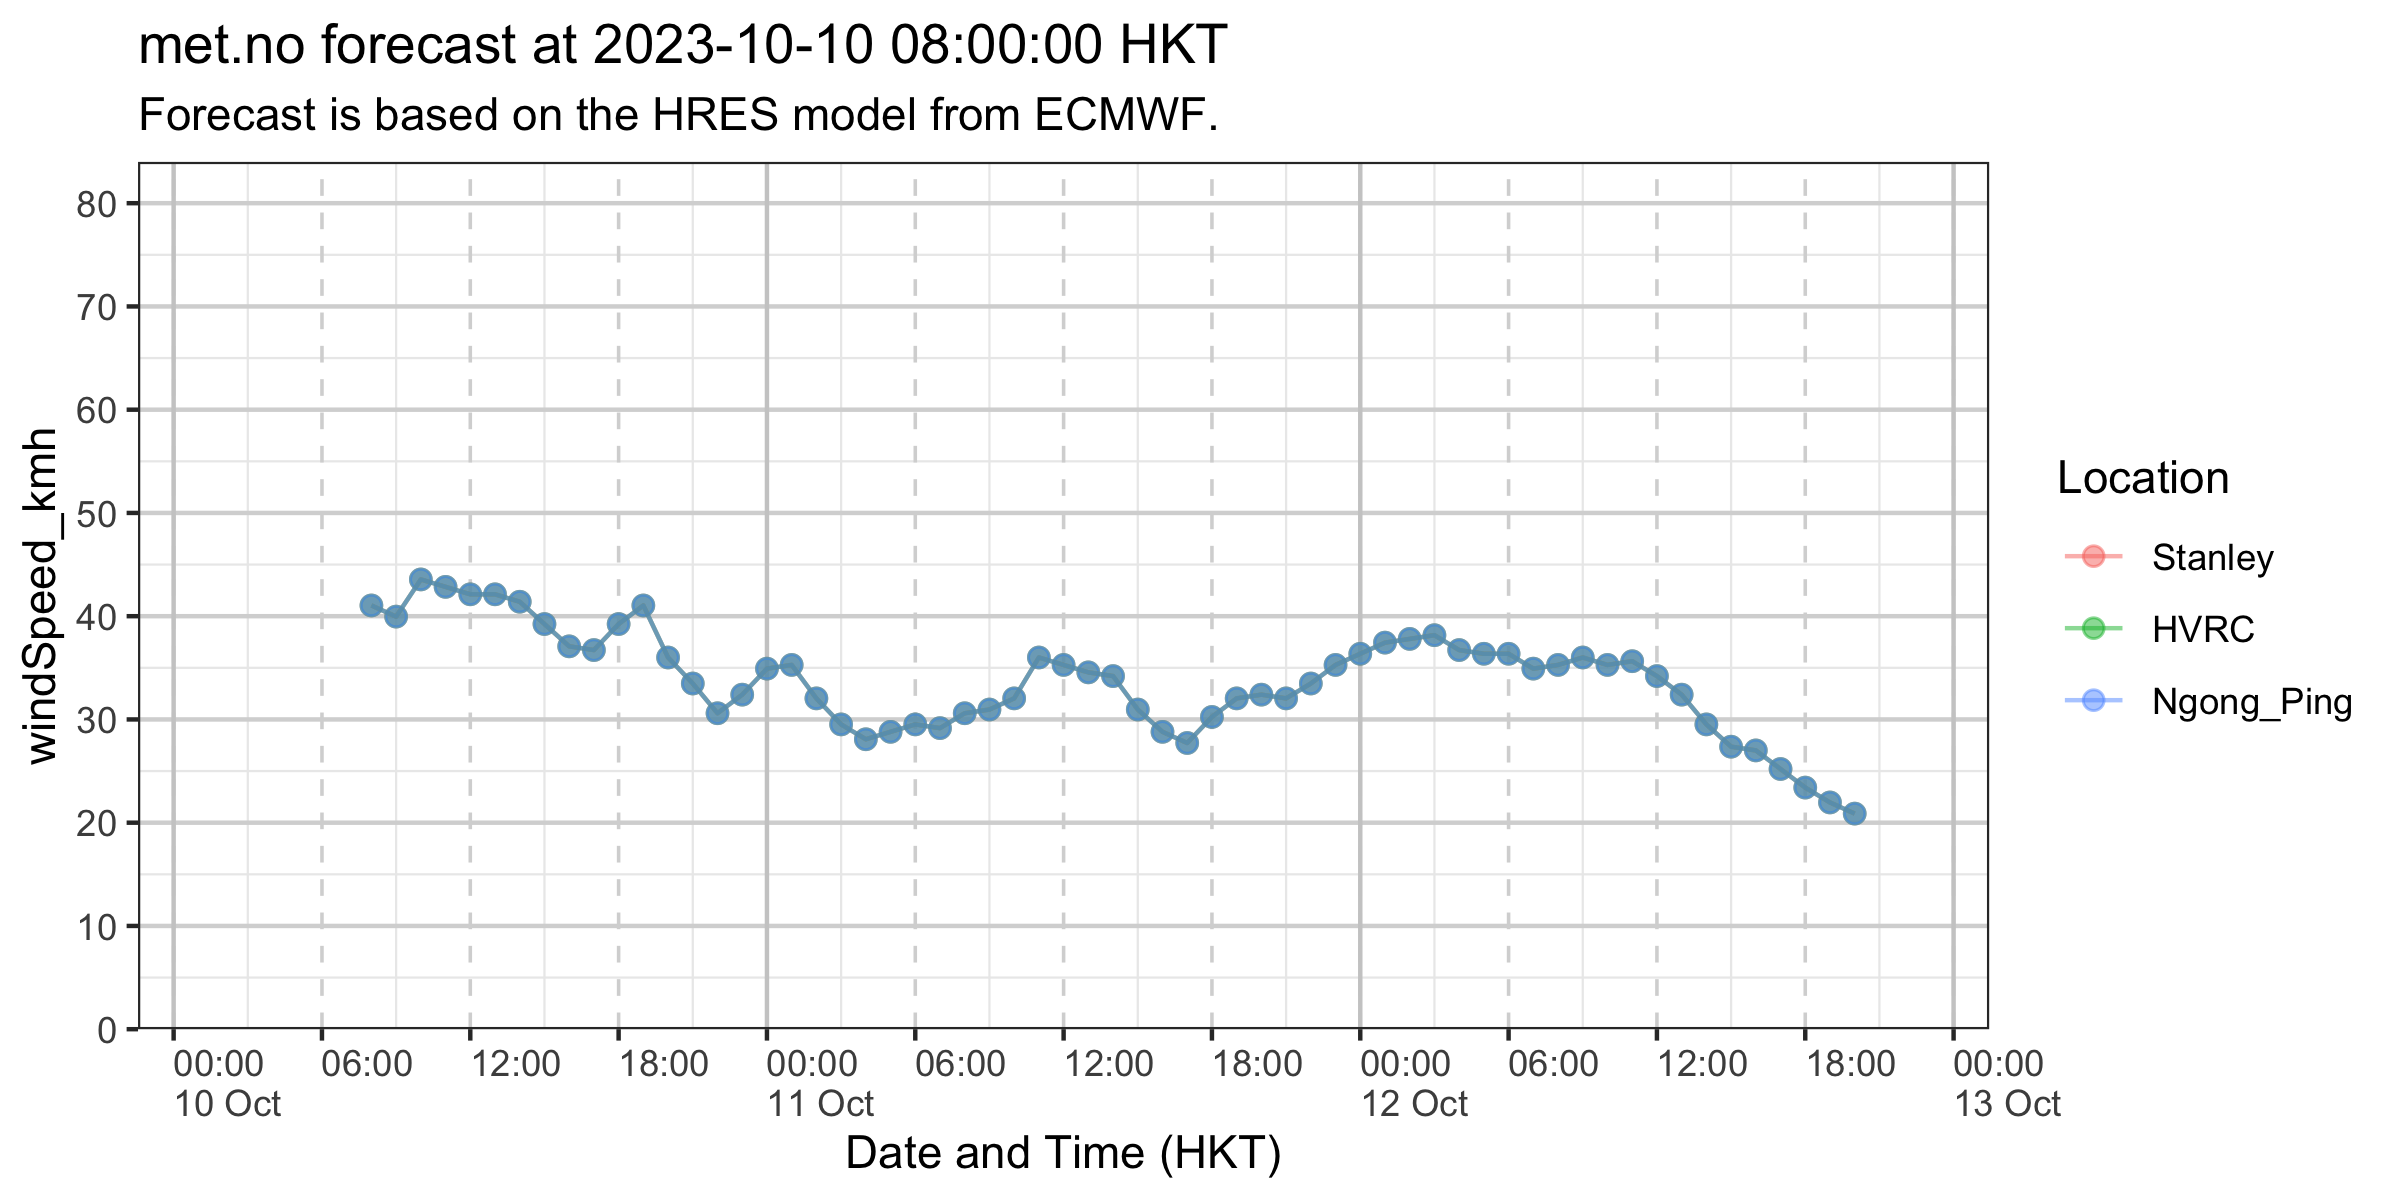 met.no forecast at 2023-10-10 08:00:00 HKT
Forecast is based on the HRES model from ECMWF.
windSpeed_kmh
80
70
60
50
40
30
20
10
0
00:00 06:00 12:00 18:00 00:00 06:00 12:00 18:00 00:00 06:00 12:00 18:00 00:00
10 Oct 11 Oct 12 Oct 13 Oct
Date and Time (HKT)
Location
Stanley
HVRC
Ngong_Ping